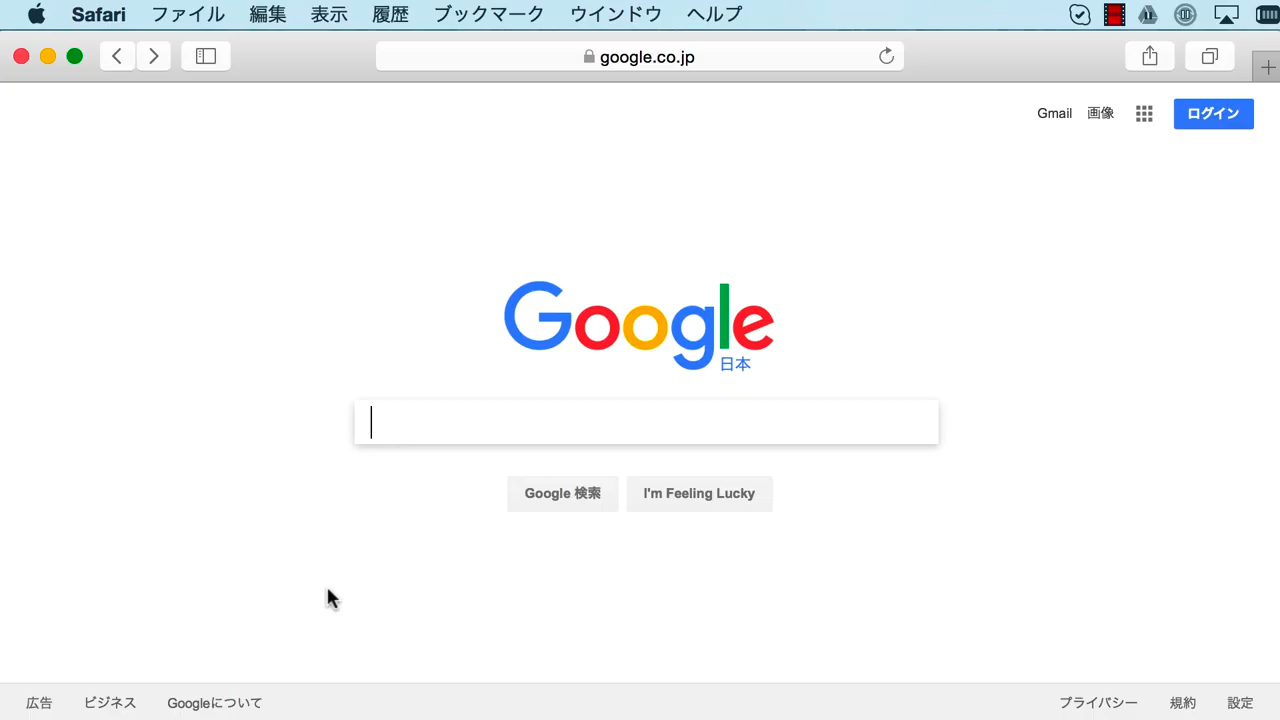 Safari ファイル 編集 表示 履歴 ブックマーク ウインドウ ヘルプ
google.co.jp
Gmail 画像 ログイン
Google
日本
Google 検索 I'm Feeling Lucky
広告 ビジネス Googleについて プライバシー 規約 設定